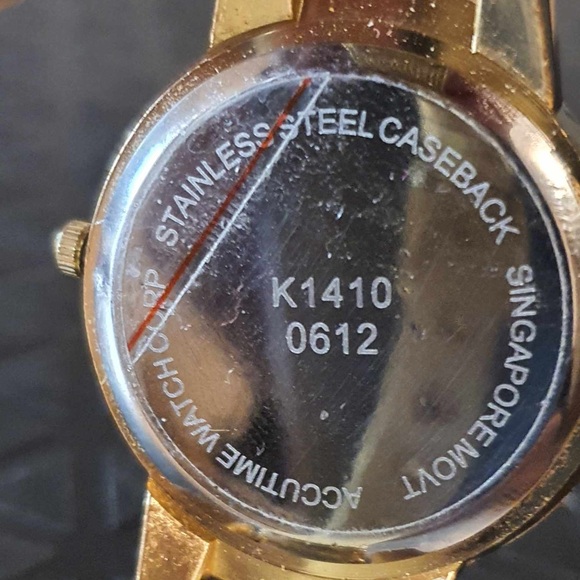 STAINLESS STEEL CASEBACK
SINGAPORE MOVT
ACCUTIME WATCH CORP
K1410
0612